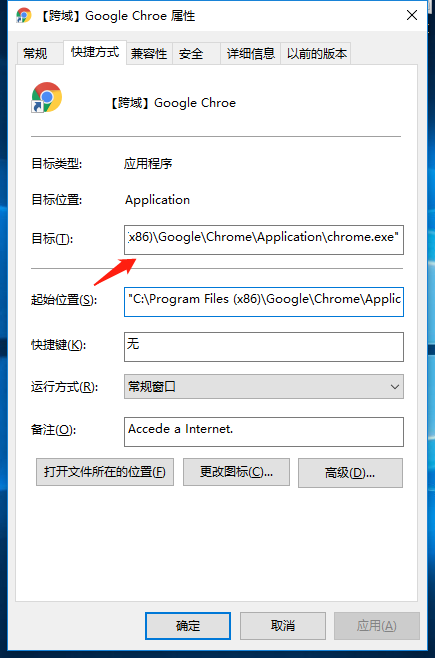 【跨域】Google Chroe 属性
常规 快捷方式 兼容性 安全 详细信息 以前的版本
【跨域】Google Chroe
目标类型: 应用程序
目标位置: Application
目标(T): x86)\Google\Chrome\Application\chrome.exe"
起始位置(S): "C:\Program Files (x86)\Google\Chrome\Applic
快捷键(K): 无
运行方式(R): 常规窗口
备注(O): Accede a Internet.
打开文件所在的位置(F) 更改图标(C)... 高级(D)...
确定 取消 应用(A)